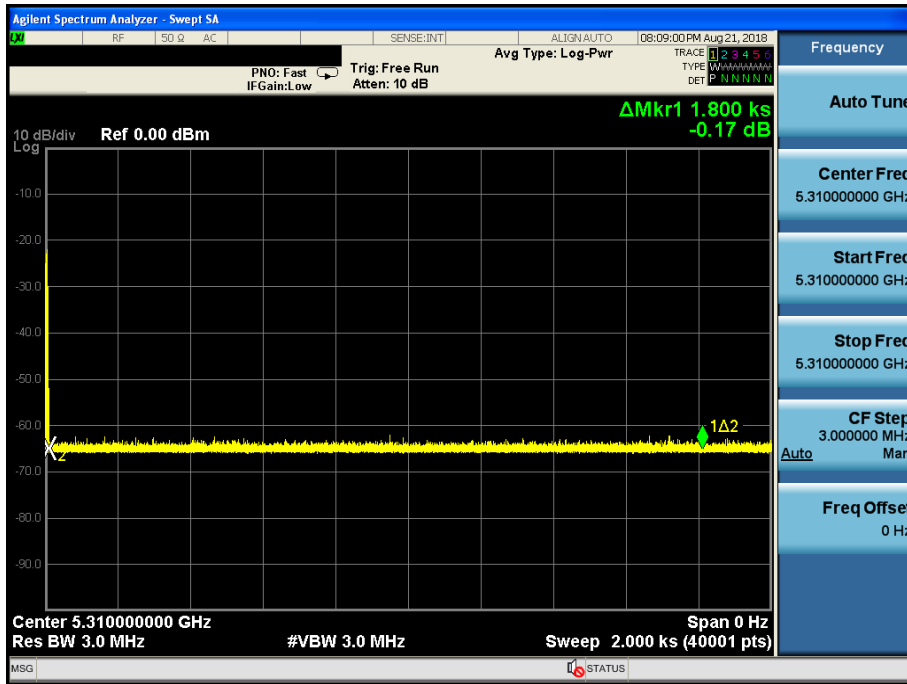 Agilent Spectrum Analyzer - Swept SA
LXI RF 50 Ω AC SENSE:INT ALIGN AUTO 08:09:00 PM Aug 21, 2018
PNO: Fast Trig: Free Run Avg Type: Log-Pwr TRACE 1 2 3 4 5 6
IFGain:Low Atten: 10 dB TYPE WWWWWW
DET P N N N N N
ΔMkr1 1.800 ks
-0.17 dB
10 dB/div Ref 0.00 dBm
Log
-10.0
-20.0
-30.0
-40.0
-50.0
-60.0
1Δ2
2
-70.0
-80.0
-90.0
Center 5.310000000 GHz Span 0 Hz
Res BW 3.0 MHz #VBW 3.0 MHz Sweep 2.000 ks (40001 pts)
MSG STATUS
Frequency
Auto Tune
Center Freq
5.310000000 GHz
Start Freq
5.310000000 GHz
Stop Freq
5.310000000 GHz
CF Step
3.000000 MHz
Auto Man
Freq Offset
0 Hz